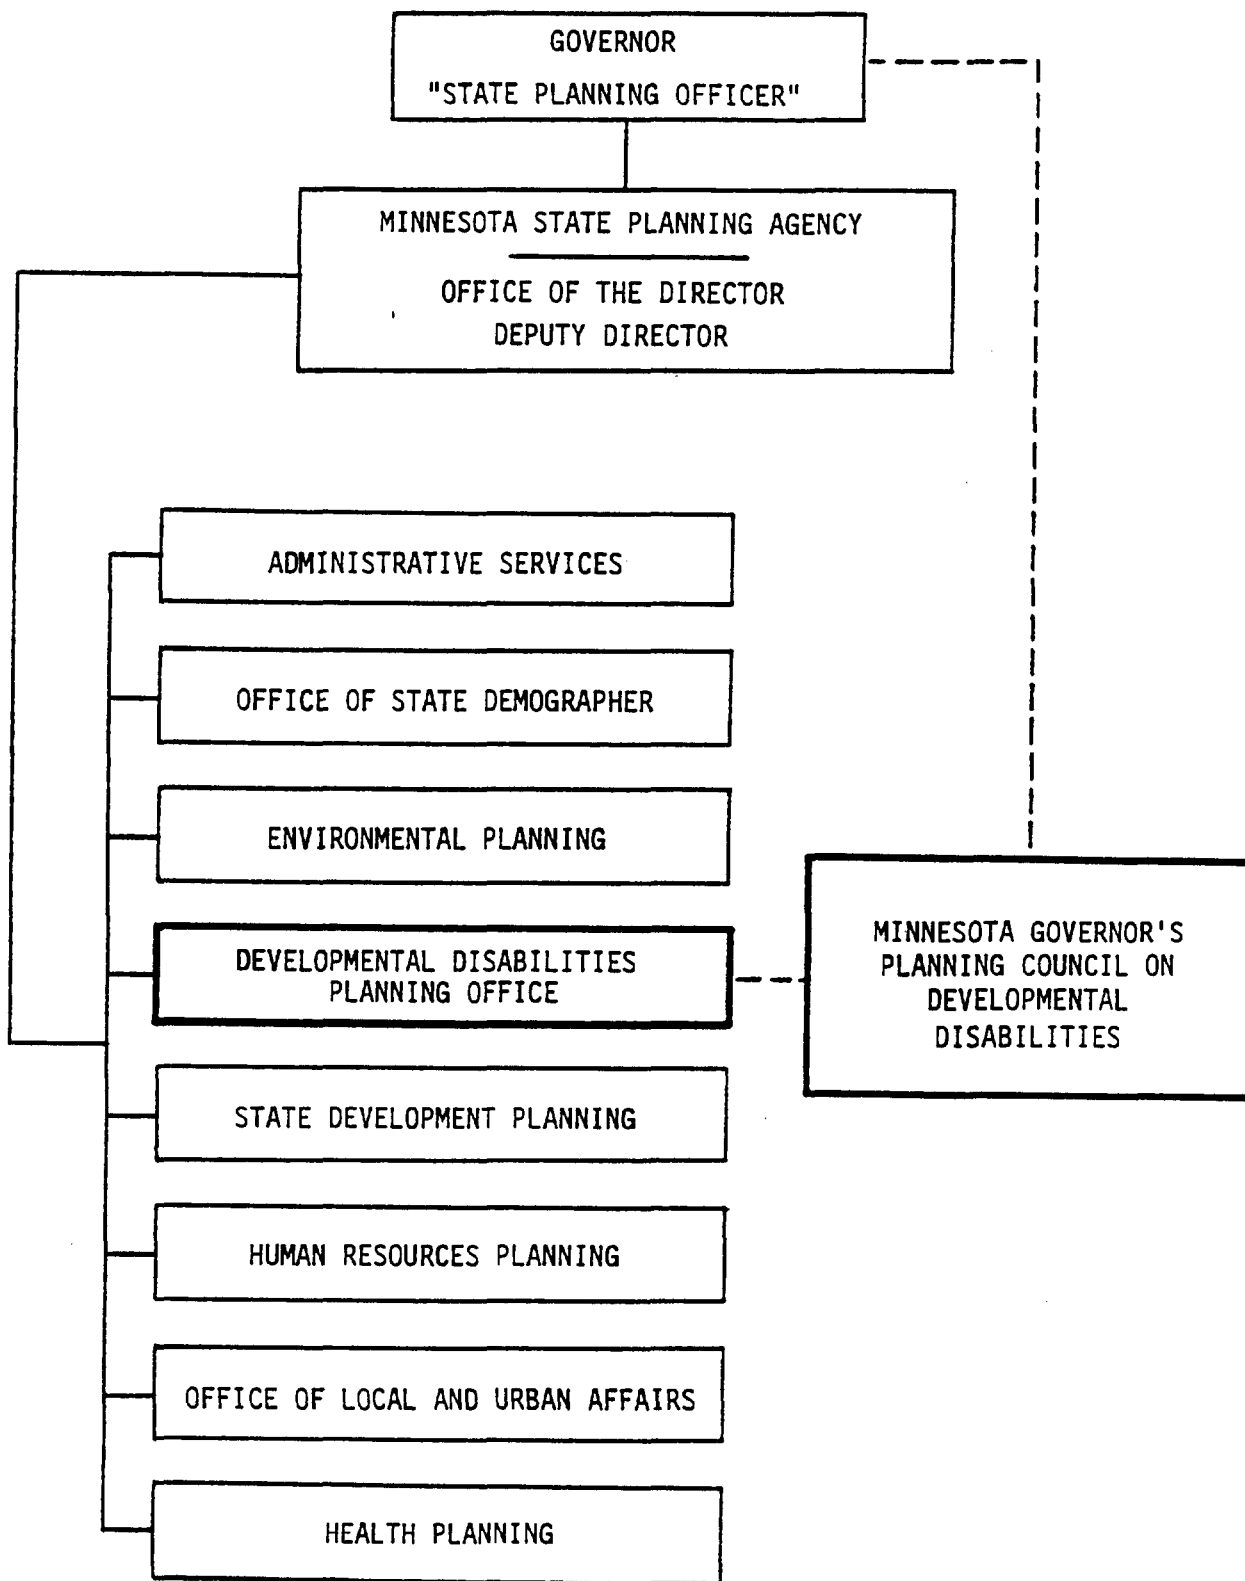 GOVERNOR
"STATE PLANNING OFFICER"
MINNESOTA STATE PLANNING AGENCY
OFFICE OF THE DIRECTOR
DEPUTY DIRECTOR
ADMINISTRATIVE SERVICES
OFFICE OF STATE DEMOGRAPHER
ENVIRONMENTAL PLANNING
DEVELOPMENTAL DISABILITIES
PLANNING OFFICE
MINNESOTA GOVERNOR'S
PLANNING COUNCIL ON
DEVELOPMENTAL
DISABILITIES
STATE DEVELOPMENT PLANNING
HUMAN RESOURCES PLANNING
OFFICE OF LOCAL AND URBAN AFFAIRS
HEALTH PLANNING